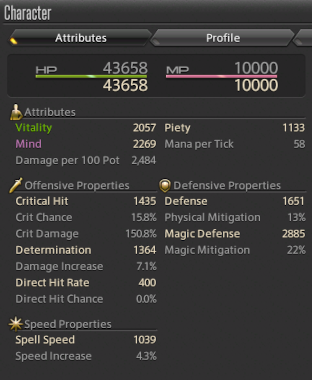 Character
Attributes Profile
HP 43658 MP 10000
43658 10000
Attributes
Vitality 2057 Piety 1133
Mind 2269 Mana per Tick 58
Damage per 100 Pot 2,484
Offensive Properties Defensive Properties
Critical Hit 1435 Defense 1651
Crit Chance 15.8% Physical Mitigation 13%
Crit Damage 150.8% Magic Defense 2885
Determination 1364 Magic Mitigation 22%
Damage Increase 7.1%
Direct Hit Rate 400
Direct Hit Chance 0.0%
Speed Properties
Spell Speed 1039
Speed Increase 4.3%